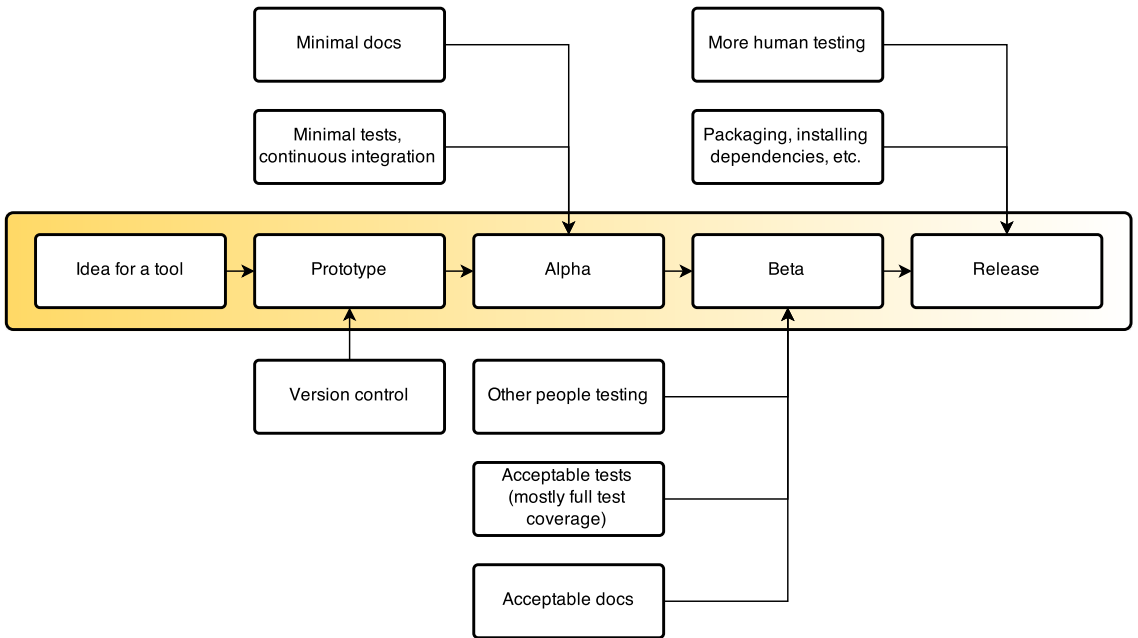 Minimal docs
More human testing
Minimal tests,
continuous integration
Packaging, installing
dependencies, etc.
Idea for a tool
Prototype
Alpha
Beta
Release
Version control
Other people testing
Acceptable tests
(mostly full test
coverage)
Acceptable docs